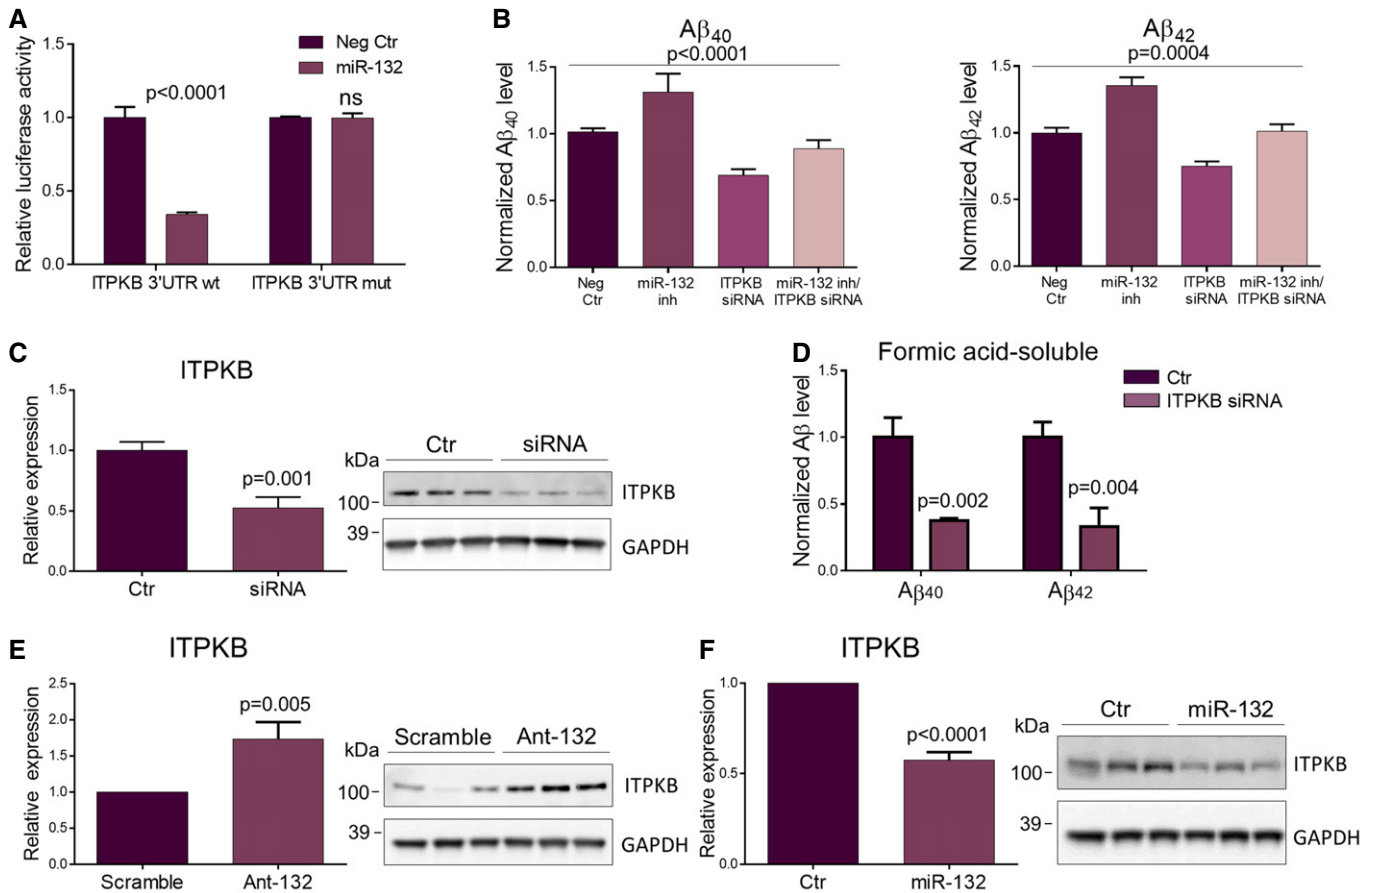 A
Relative luciferase activity
1.5
1.0
0.5
0.0
Neg Ctr
miR-132
p<0.0001
ns
ITPKB 3'UTR wt
ITPKB 3'UTR mut
B
Aβ40
p<0.0001
Normalized Aβ40 level
1.5
1.0
0.5
0.0
Neg
Ctr
miR-132
inh
ITPKB
siRNA
miR-132 inh/
ITPKB siRNA
Aβ42
p=0.0004
Normalized Aβ42 level
1.5
1.0
0.5
0.0
Neg
Ctr
miR-132
inh
ITPKB
siRNA
miR-132 inh/
ITPKB siRNA
C
ITPKB
Relative expression
1.5
1.0
0.5
0.0
p=0.001
Ctr
siRNA
Ctr
siRNA
kDa
100
39
ITPKB
GAPDH
D
Formic acid-soluble
Normalized Aβ level
1.5
1.0
0.5
0.0
Ctr
ITPKB siRNA
p=0.002
p=0.004
Aβ40
Aβ42
E
ITPKB
Relative expression
2.5
2.0
1.5
1.0
0.5
0.0
p=0.005
Scramble
Ant-132
Scramble
Ant-132
kDa
100
39
ITPKB
GAPDH
F
ITPKB
Relative expression
1.0
0.5
0.0
p<0.0001
Ctr
miR-132
Ctr
miR-132
kDa
100
39
ITPKB
GAPDH